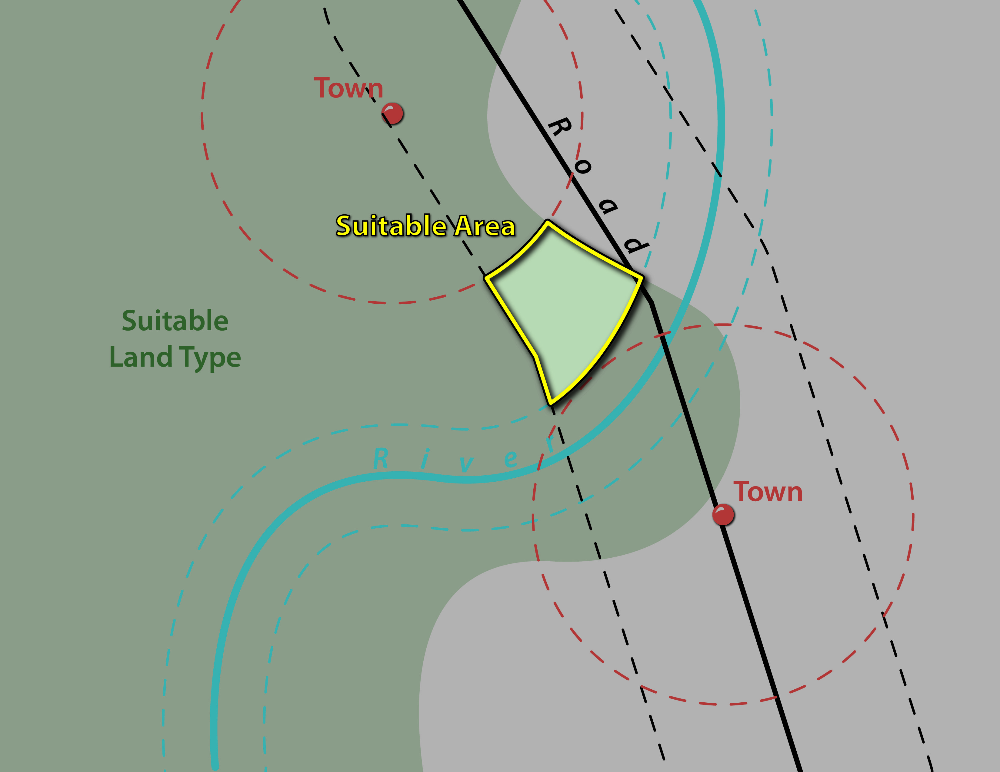 Town
Road
Suitable Area
Suitable
Land Type
River
Town